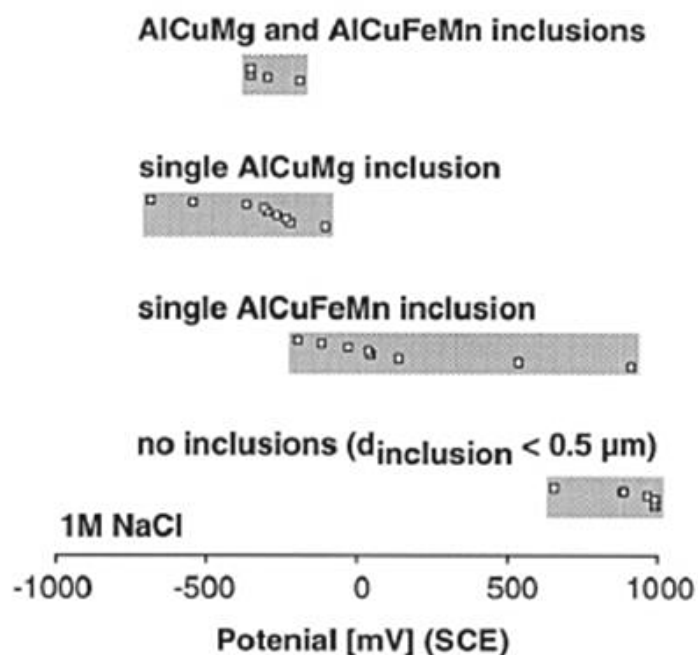 AlCuMg and AlCuFeMn inclusions
single AlCuMg inclusion
single AlCuFeMn inclusion
no inclusions (dinclusion < 0.5 µm)
1M NaCl
-1000 -500 0 500 1000
Potenial [mV] (SCE)